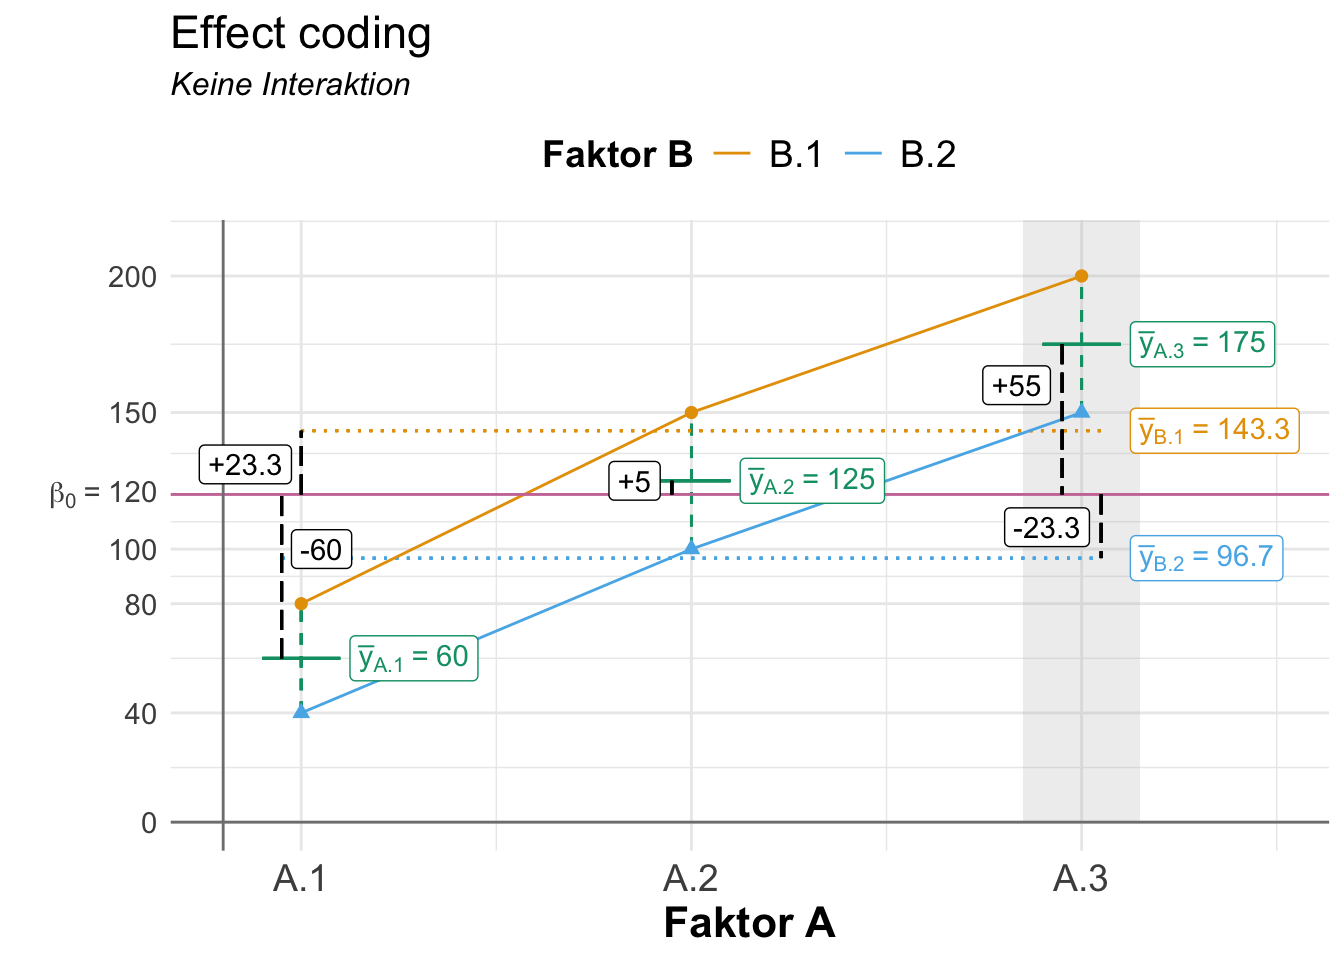 Effect coding
Keine Interaktion
Faktor B B.1 B.2
200
ȳA.3 = 175
+55
150
ȳB.1 = 143.3
+23.3
+5
ȳA.2 = 125
β0 = 120
-23.3
-60
100
ȳB.2 = 96.7
80
ȳA.1 = 60
40
0
A.1 A.2 A.3
Faktor A